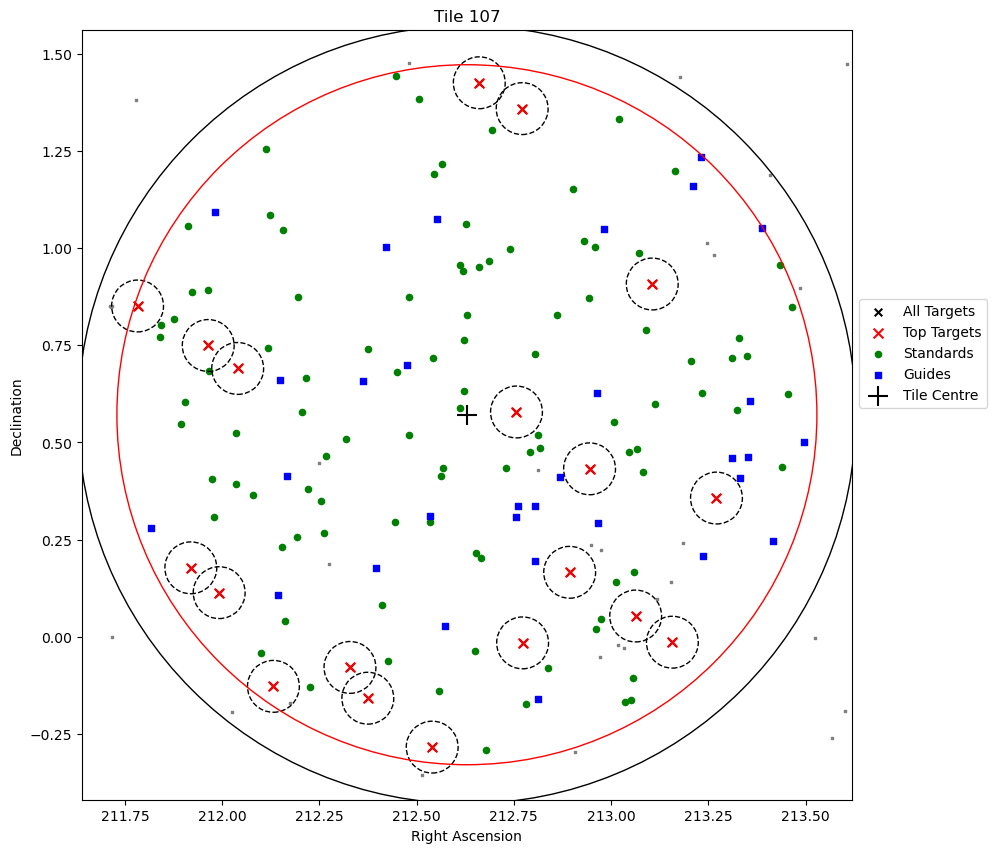 Tile 107
1.50
1.25
1.00
0.75
0.50
0.25
0.00
−0.25
Declination
211.75 212.00 212.25 212.50 212.75 213.00 213.25 213.50
Right Ascension
All Targets
Top Targets
Standards
Guides
Tile Centre